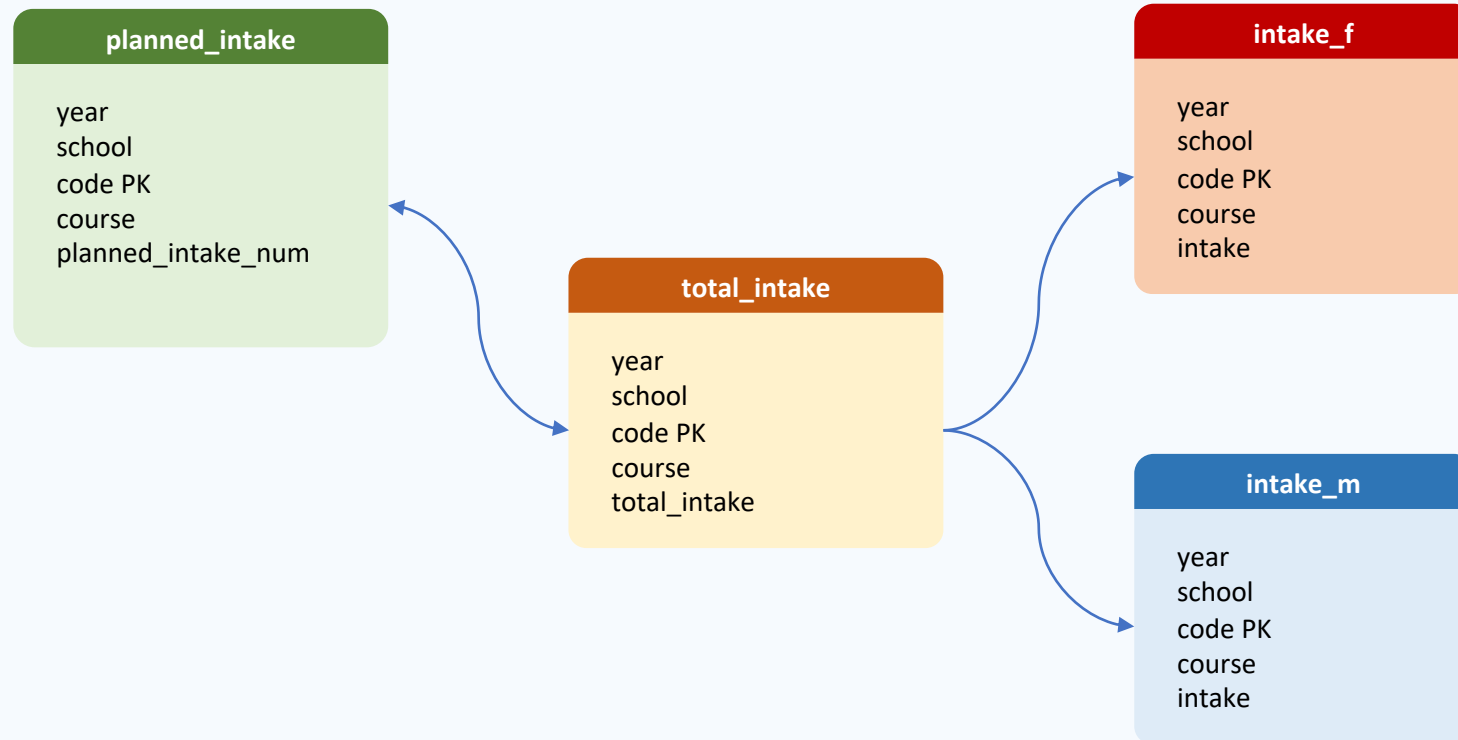 planned_intake
year
school
code PK
course
planned_intake_num
total_intake
year
school
code PK
course
total_intake
intake_f
year
school
code PK
course
intake
intake_m
year
school
code PK
course
intake